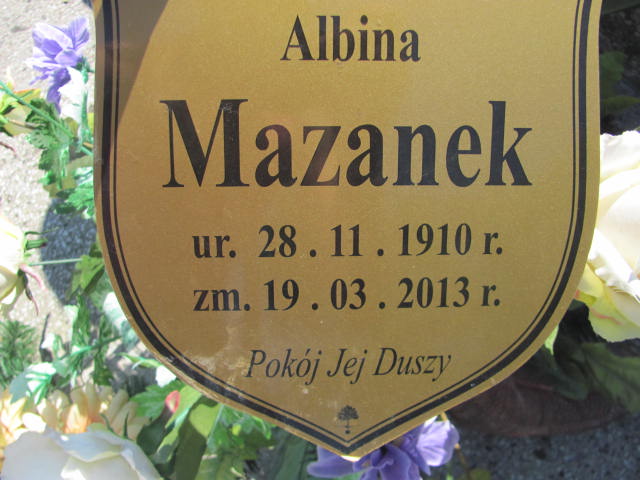 Albina
Mazanek
ur. 28 . 11 . 1910 r.
zm. 19 . 03 . 2013 r.
Pokój Jej Duszy